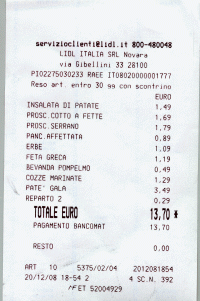 servizioclienti@lidl.it 800-480048
LIDL ITALIA SRL Novara
via Gibellini 33 28100
PI02275030233 RAEE IT08020000001777
Reso art. entro 30 gg con scontrino
EURO
INSALATA DI PATATE 1,49
PROSC.COTTO A FETTE 1,69
PROSC.SERRANO 1,79
PANC.AFFETTATA 0,89
ERBE 1,09
FETA GRECA 1,19
BEVANDA POMPELMO 0,49
COZZE MARINATE 1,29
PATE' GALA 3,49
REPARTO 2 0,29
TOTALE EURO 13,70 *
PAGAMENTO BANCOMAT 13,70
RESTO 0.00
ART 10 5375/02/04 2012081854
20/12/08 18-54 2 4 SC.N. 392
FET 52004929